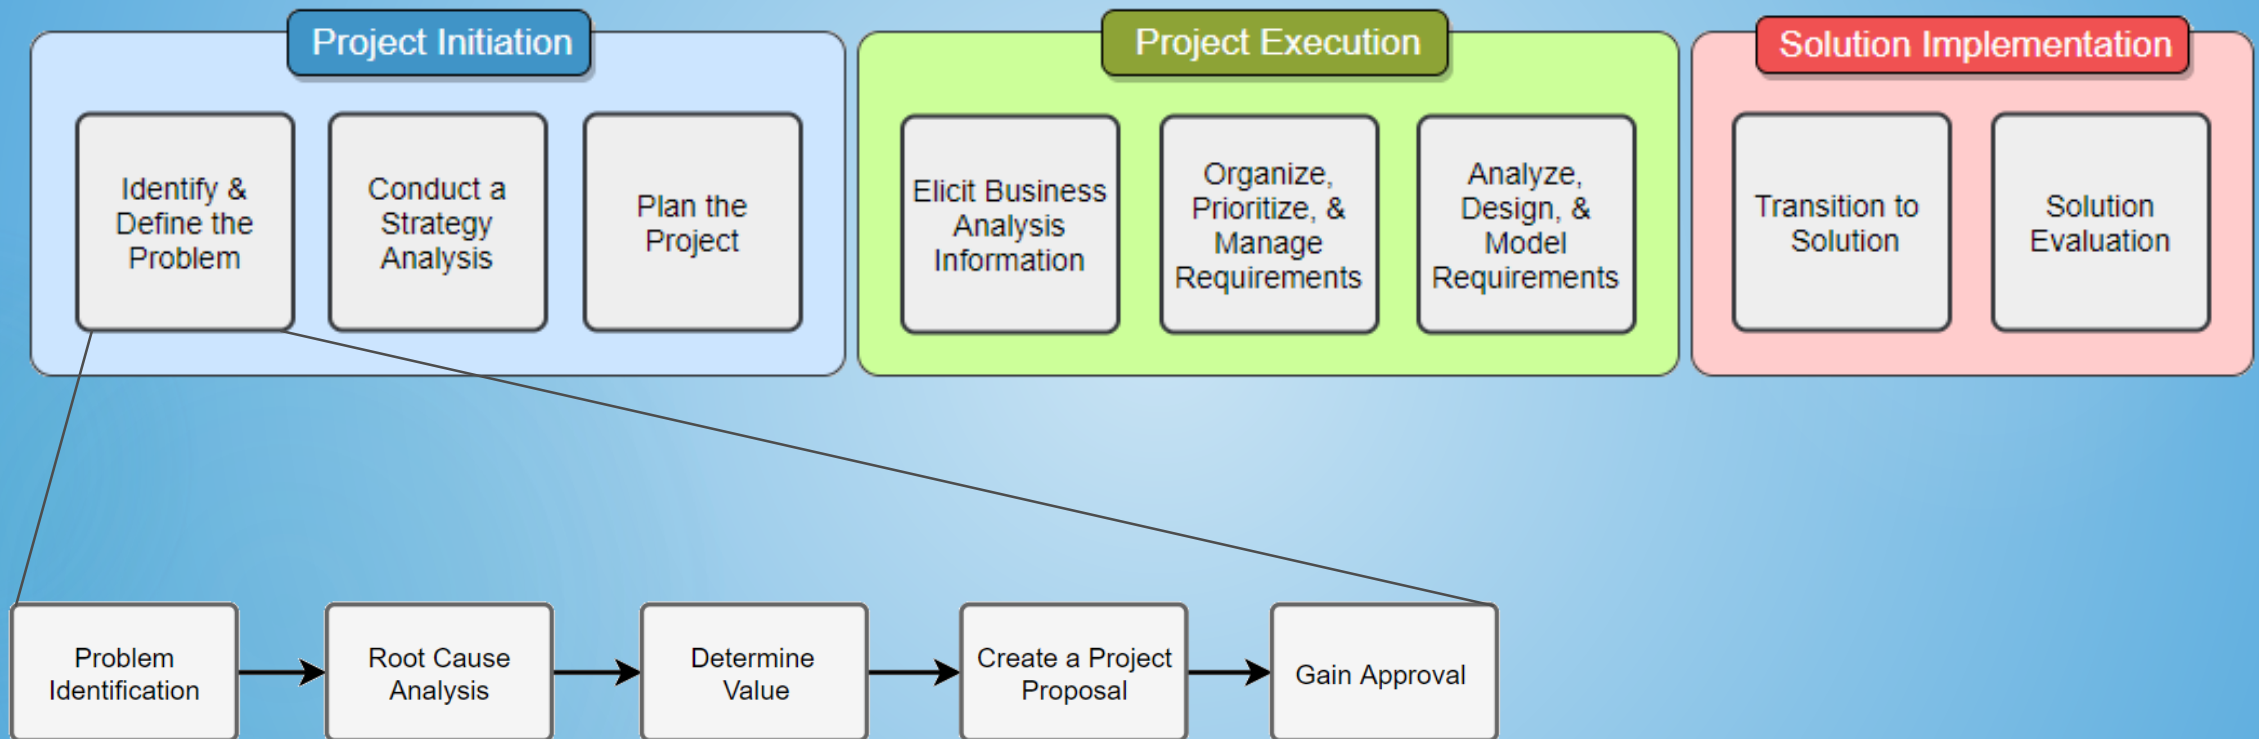 Project Initiation
Identify &
Define the
Problem
Conduct a
Strategy
Analysis
Plan the
Project
Project Execution
Elicit Business
Analysis
Information
Organize,
Prioritize, &
Manage
Requirements
Analyze,
Design, &
Model
Requirements
Solution Implementation
Transition to
Solution
Solution
Evaluation
Problem
Identification
Root Cause
Analysis
Determine
Value
Create a Project
Proposal
Gain Approval